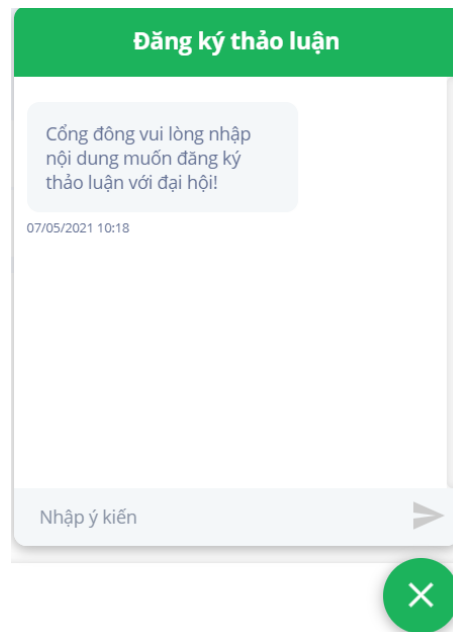 Đăng ký thảo luận
Cổng đông vui lòng nhập
nội dung muốn đăng ký
thảo luận với đại hội!
07/05/2021 10:18
Nhập ý kiến